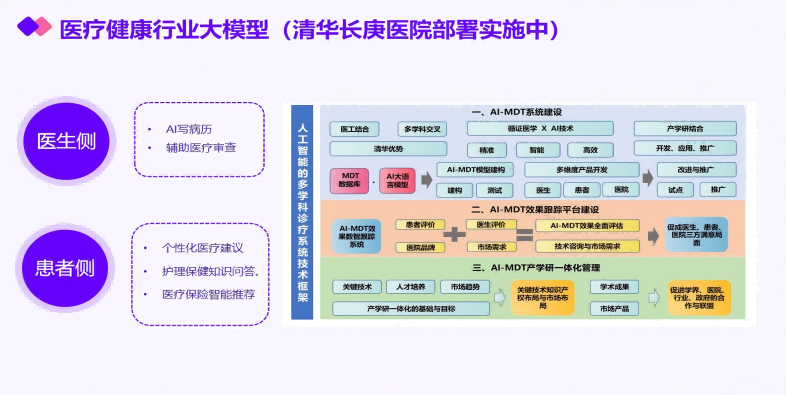 医疗健康行业大模型（清华长庚医院部署实施中）
医生侧
• AI写病历
• 辅助医疗审查
患者侧
• 个性化医疗建议
• 护理保健知识问答.
• 医疗保险智能推荐
人工智能的多学科诊疗系统技术框架
一、AI-MDT系统建设
医工结合
多学科交叉
循证医学 X AI技术
产学研结合
清华优势
精准
智能
高效
开发、应用、推广
MDT
数据库
AI大语
言模型
AI-MDT模型建构
多维度产品开发
改进与推广
建构
测试
医生
患者
医院
试点
推广
二、AI-MDT效果跟踪平台建设
AI-MDT效
果数智跟踪
系统
患者评价
医生评价
AI-MDT效果全面评估
医院品牌
市场需求
技术咨询与市场需求
促成医生、患者、
医院三方满意局
面
三、AI-MDT产学研一体化管理
关键技术
人才培养
市场趋势
产学研一体化的基础与目标
关键技术知识产
权布局与市场布
局
学术成果
市场产品
促进学界、医院、
行业、政府的合
作与联盟